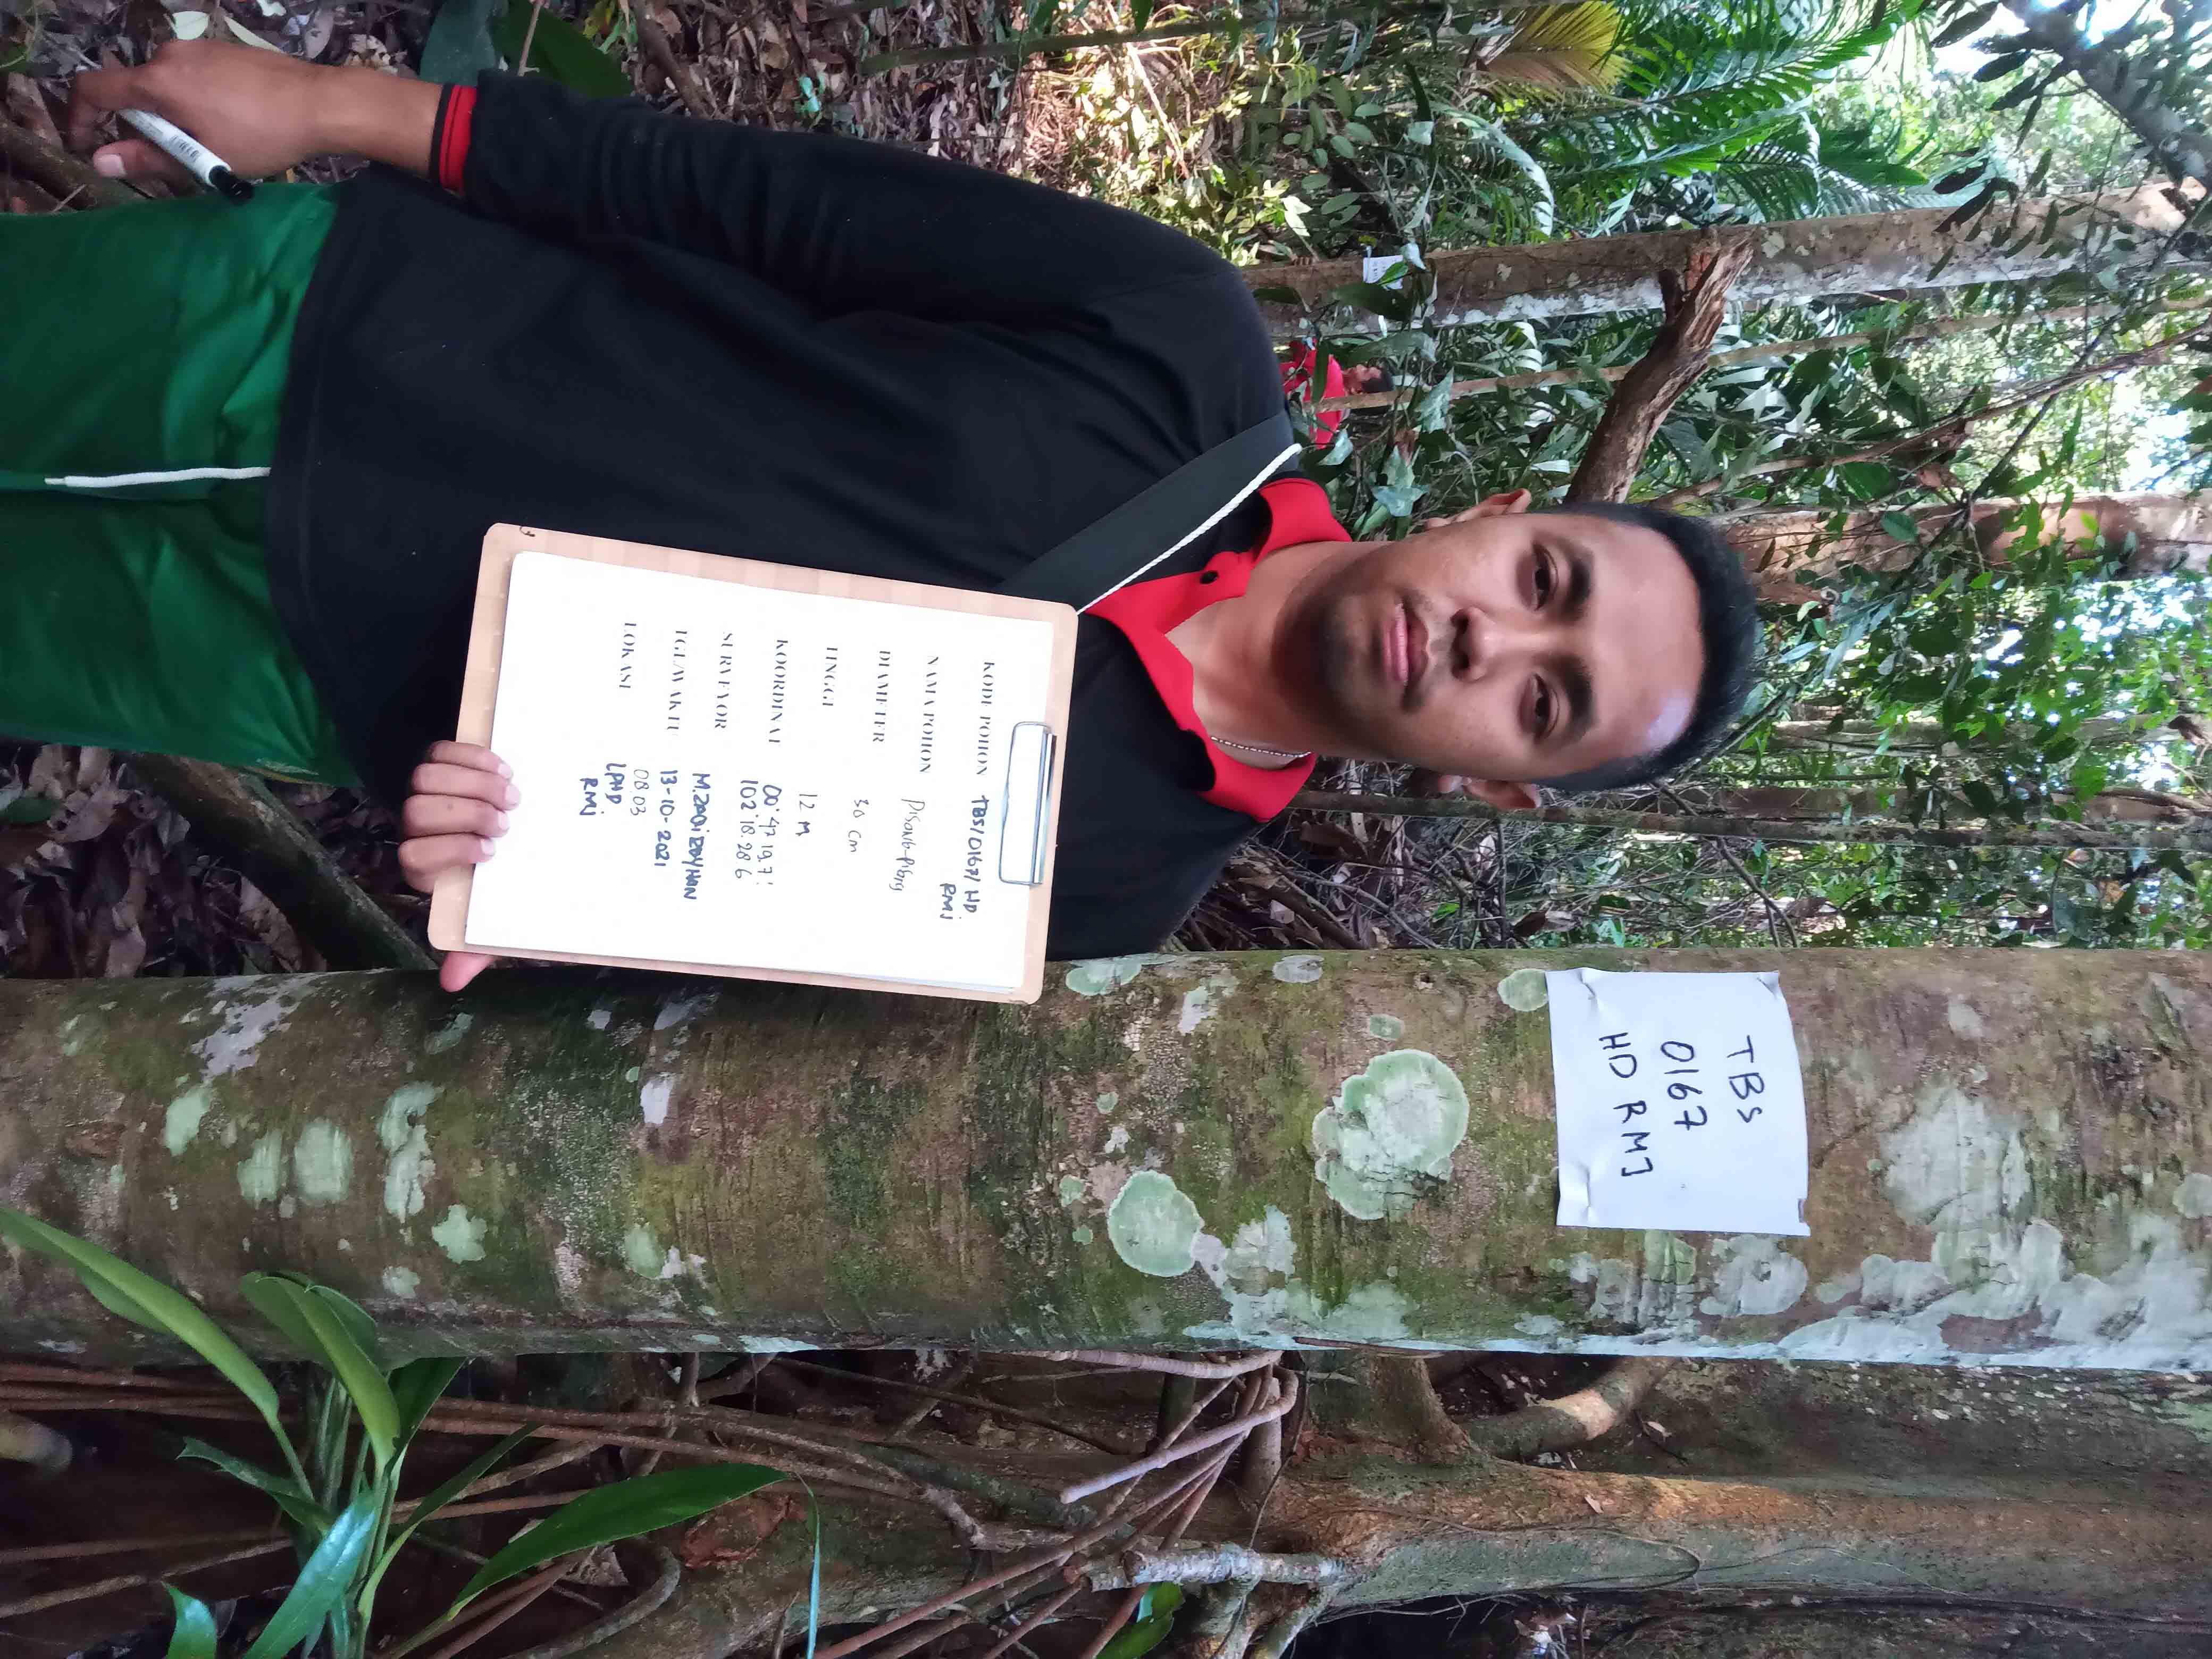 KODE POHON TBS/0167/ HD
RMJ
NAMA POHON Pisang-Pisang
DIAMETER 30 cm
TINGGI 12 M
KOORDINAT 00°.47 19,7"
102°.18.28 6
SURVEYOR
TGL/WAKTU 13-10-2021
08 03
LOKASI LPHD
RMJ
TBS
0167
HD RMJ